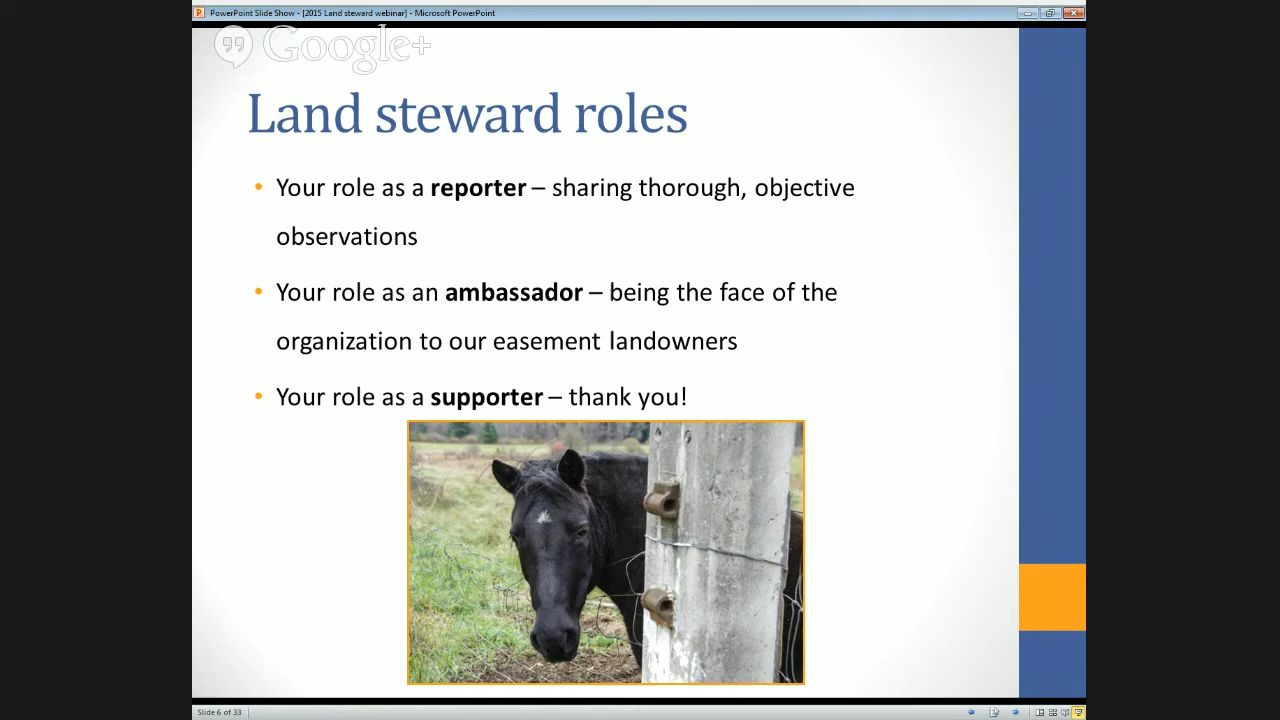 PowerPoint Slide Show - [2015 Land steward webinar] - Microsoft PowerPoint
Google+
Land steward roles
• Your role as a reporter – sharing thorough, objective
observations
• Your role as an ambassador – being the face of the
organization to our easement landowners
• Your role as a supporter – thank you!
Slide 6 of 33